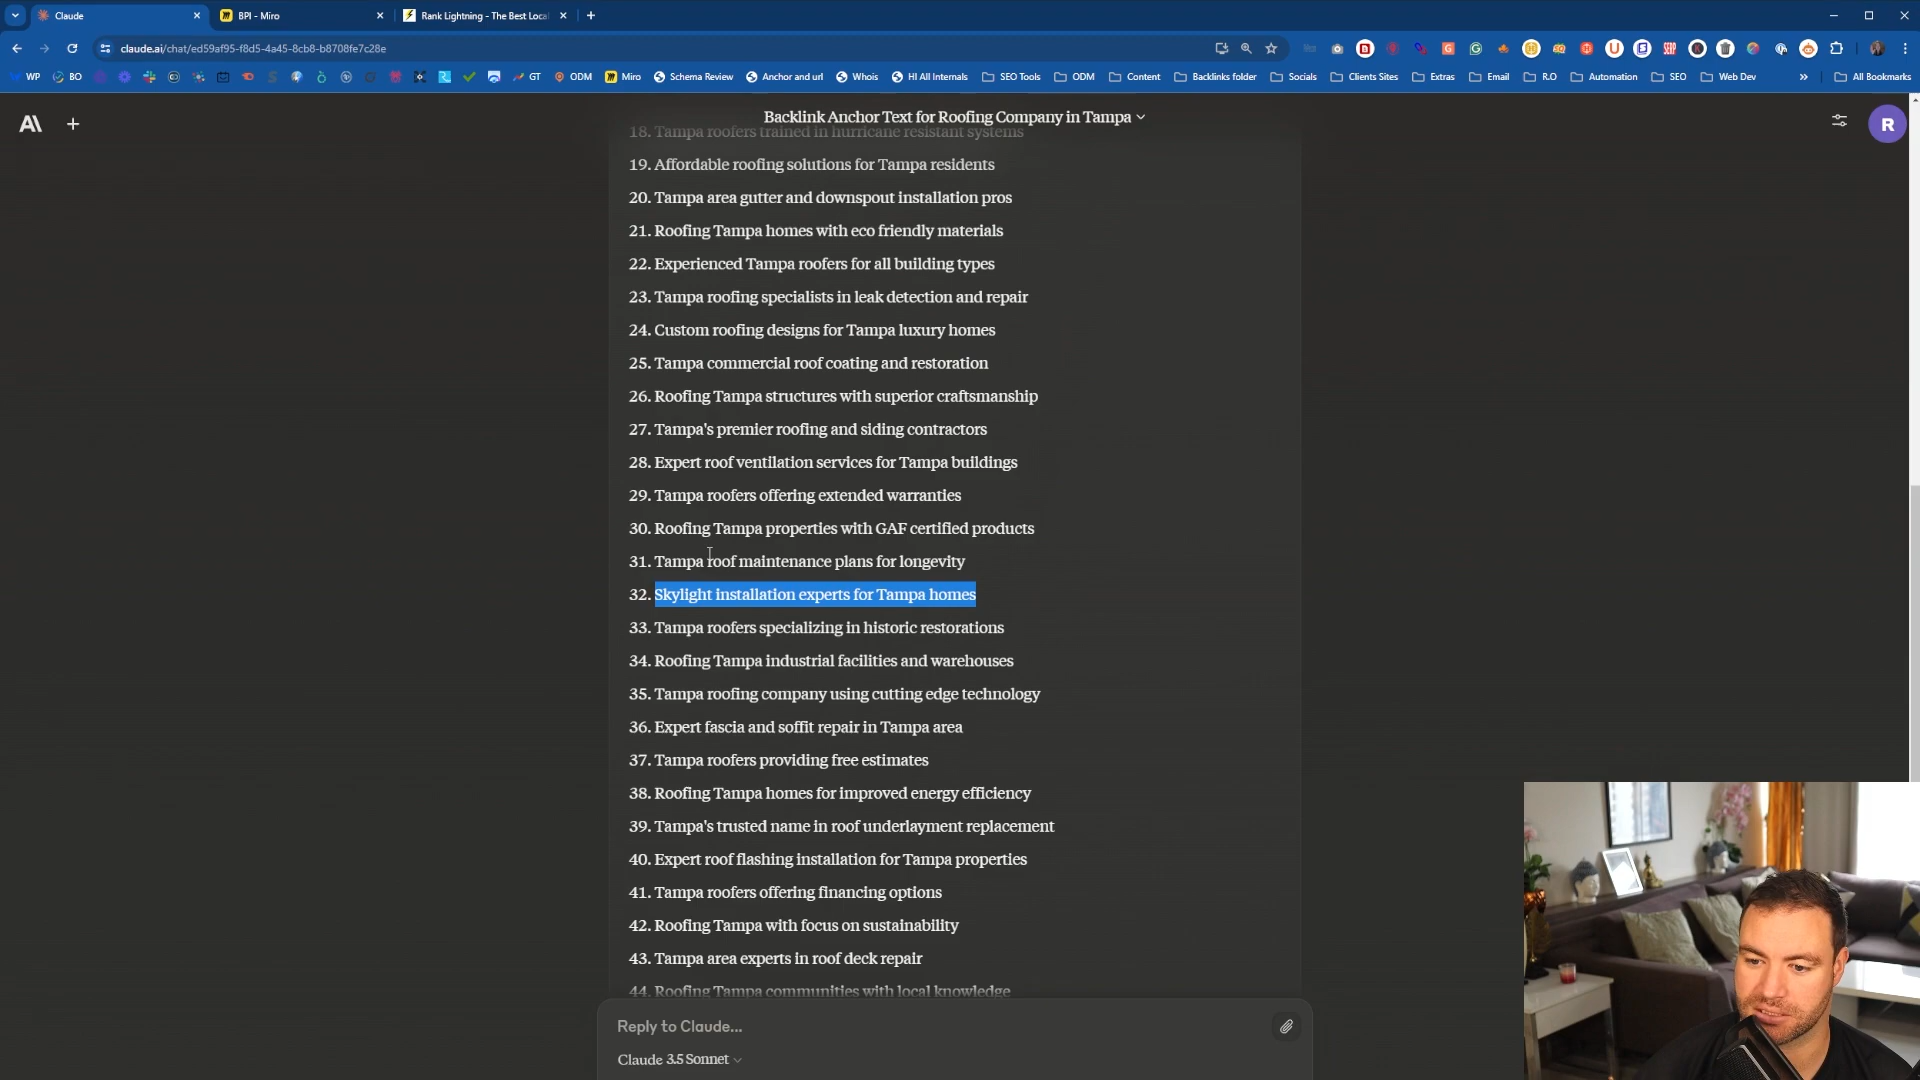 Claude
BPI - Miro
Rank Lightning - The Best Loca
claude.ai/chat/ed59af95-f8d5-4a45-8cb8-b8708fe7c28e
WP
BO
GT
ODM
Miro
Schema Review
Anchor and url
Whois
HI All Internals
SEO Tools
ODM
Content
Backlinks folder
Socials
Clients Sites
Extras
Email
R.O
Automation
SEO
Web Dev
All Bookmarks
Backlink Anchor Text for Roofing Company in Tampa
R
18. Tampa roofers trained in hurricane resistant systems
19. Affordable roofing solutions for Tampa residents
20. Tampa area gutter and downspout installation pros
21. Roofing Tampa homes with eco friendly materials
22. Experienced Tampa roofers for all building types
23. Tampa roofing specialists in leak detection and repair
24. Custom roofing designs for Tampa luxury homes
25. Tampa commercial roof coating and restoration
26. Roofing Tampa structures with superior craftsmanship
27. Tampa's premier roofing and siding contractors
28. Expert roof ventilation services for Tampa buildings
29. Tampa roofers offering extended warranties
30. Roofing Tampa properties with GAF certified products
31. Tampa roof maintenance plans for longevity
32. Skylight installation experts for Tampa homes
33. Tampa roofers specializing in historic restorations
34. Roofing Tampa industrial facilities and warehouses
35. Tampa roofing company using cutting edge technology
36. Expert fascia and soffit repair in Tampa area
37. Tampa roofers providing free estimates
38. Roofing Tampa homes for improved energy efficiency
39. Tampa's trusted name in roof underlayment replacement
40. Expert roof flashing installation for Tampa properties
41. Tampa roofers offering financing options
42. Roofing Tampa with focus on sustainability
43. Tampa area experts in roof deck repair
44. Roofing Tampa communities with local knowledge
Reply to Claude...
Claude 3.5 Sonnet